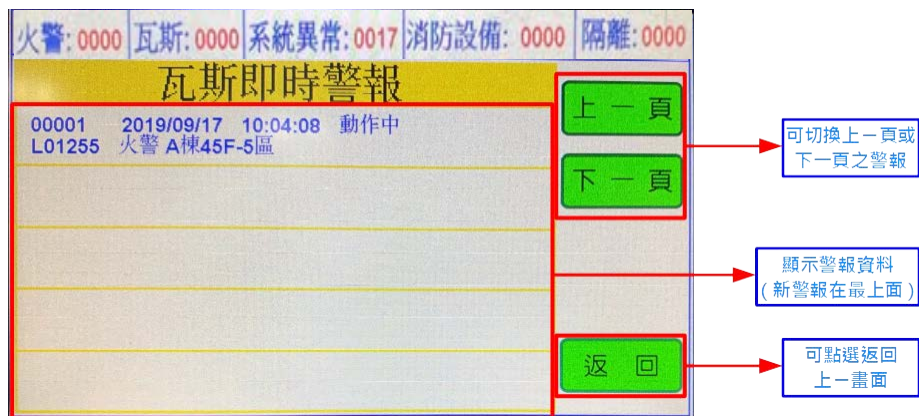 火警: 0000 瓦斯: 0000 系統異常: 0017 消防設備: 0000 隔離: 0000
瓦斯即時警報
00001 2019/09/17 10:04:08 動作中
L01255 火警 A棟45F-5區
上一頁
下一頁
返回
可切換上一頁或
下一頁之警報
顯示警報資料
(新警報在最上面)
可點選返回
上一畫面